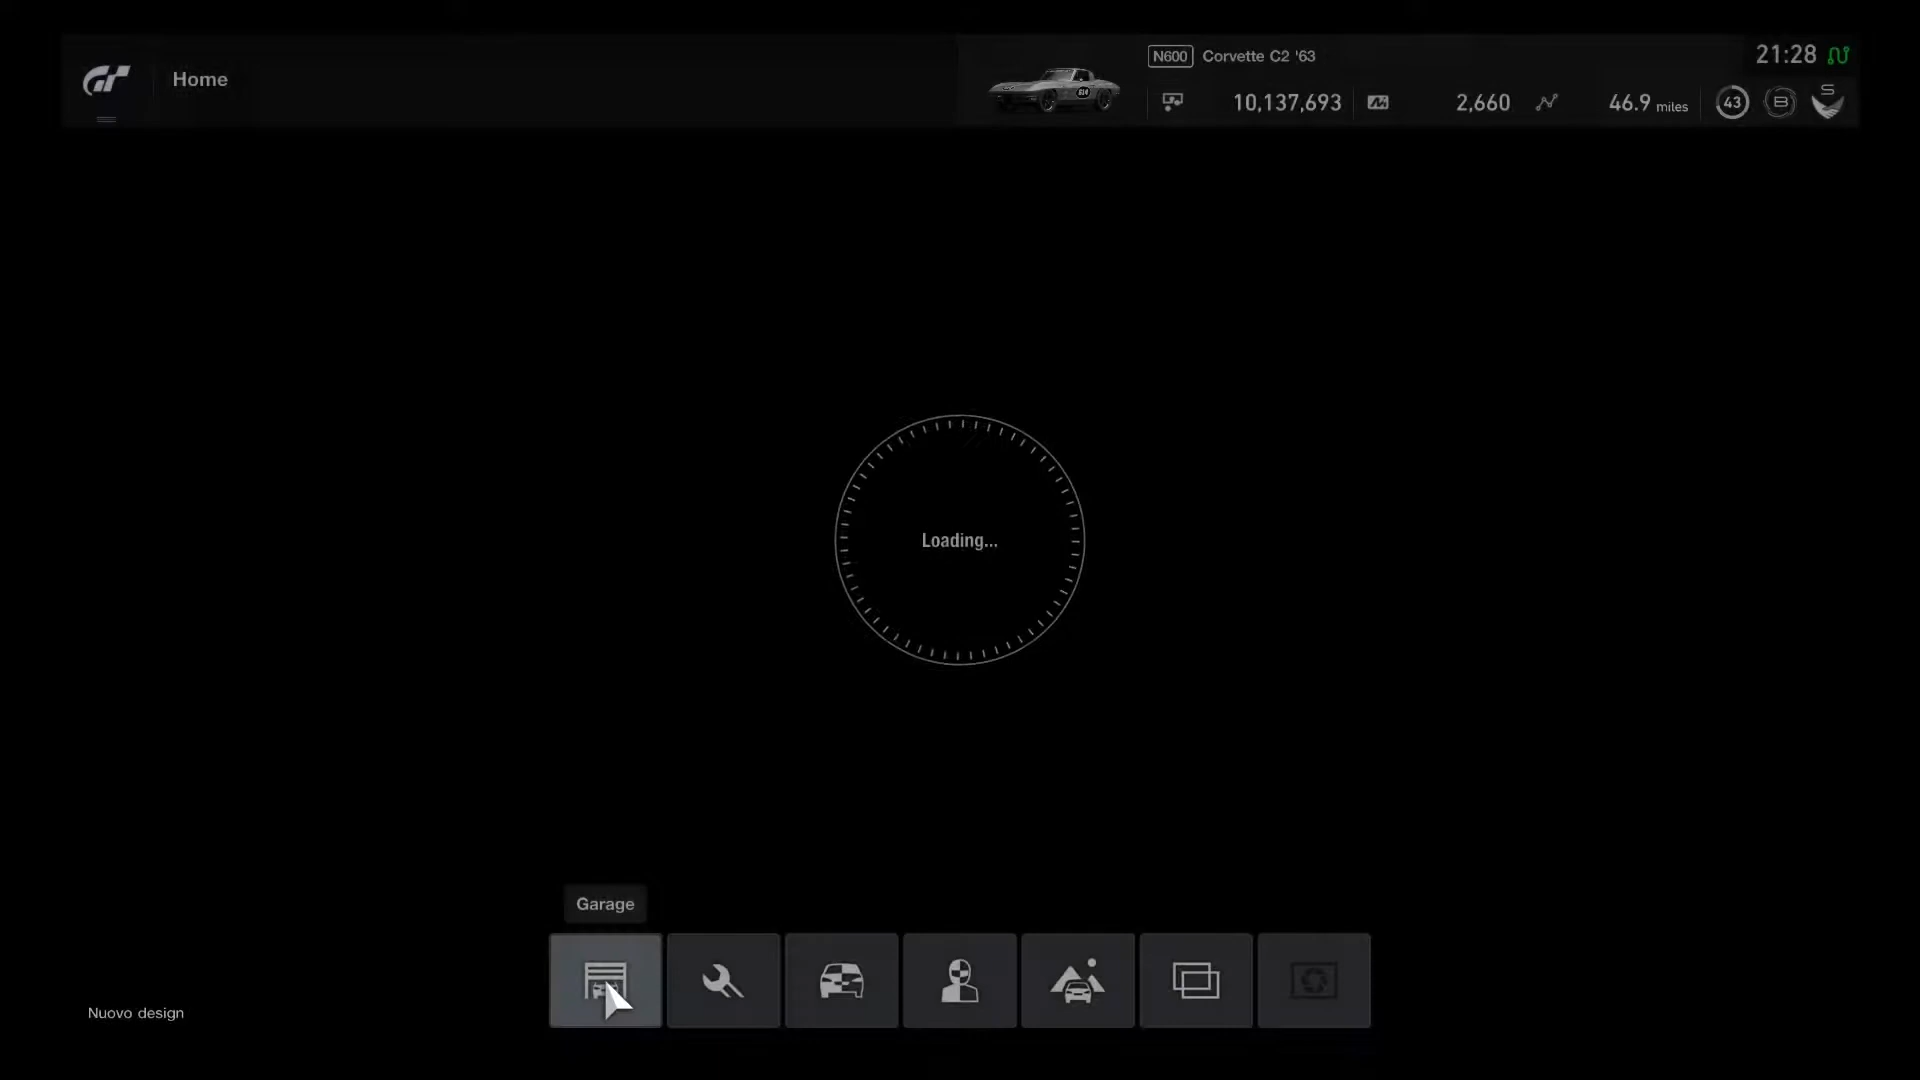 Home
N600 Corvette C2 '63
21:28
10,137,693
2,660
46.9 miles
43
B
S
Loading...
Garage
Nuovo design